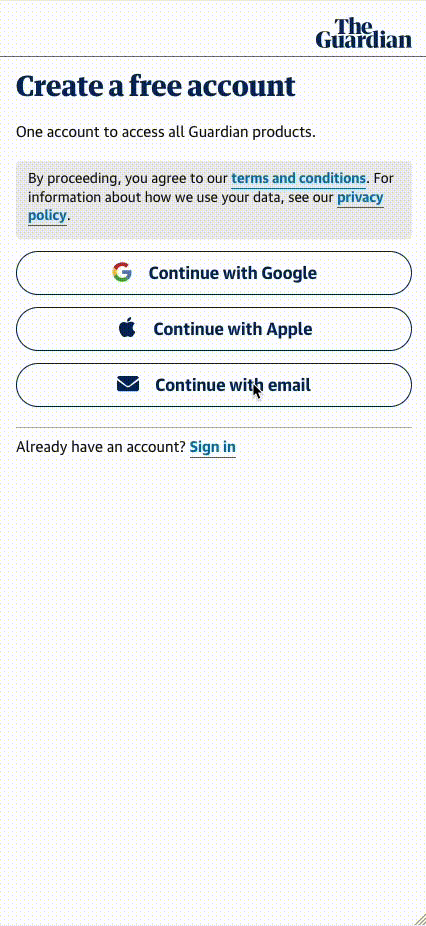 The
Guardian
Create a free account
One account to access all Guardian products.
By proceeding, you agree to our terms and conditions. For
information about how we use your data, see our privacy
policy.
Continue with Google
Continue with Apple
Continue with email
Already have an account? Sign in